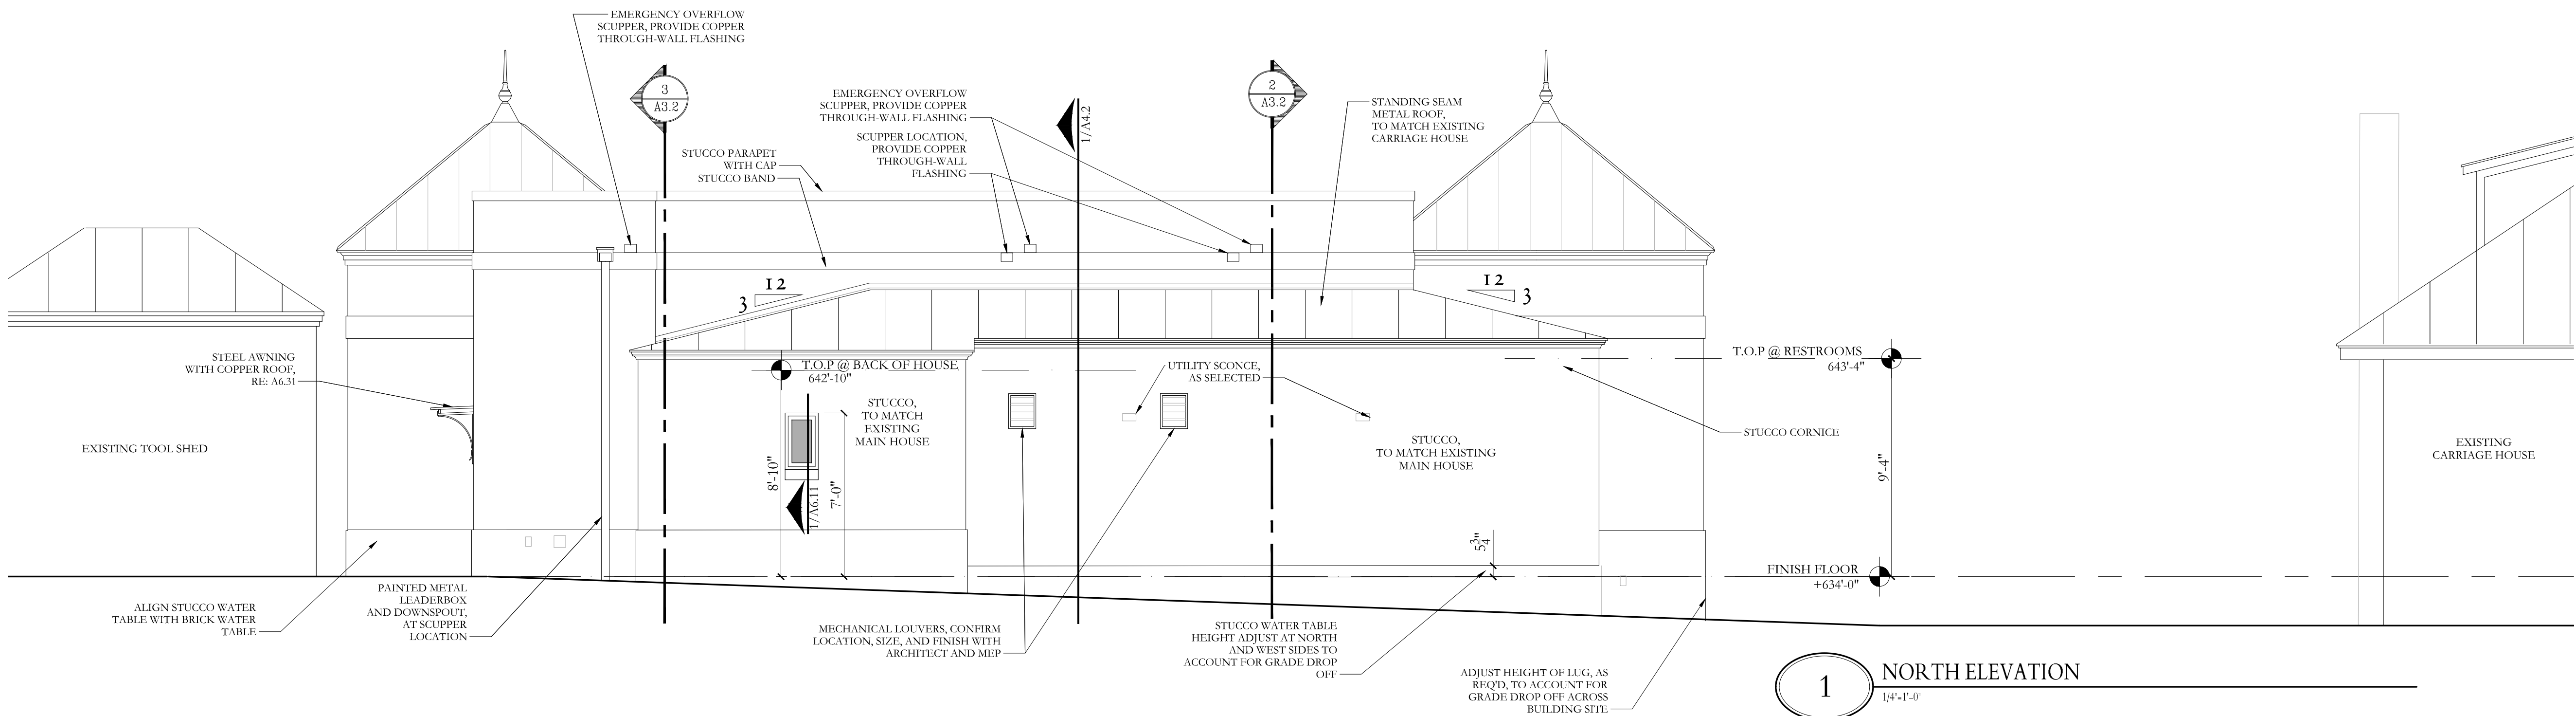 EMERGENCY OVERFLOW
SCUPPER, PROVIDE COPPER
THROUGH-WALL FLASHING
3
A3.2
EMERGENCY OVERFLOW
SCUPPER, PROVIDE COPPER
THROUGH-WALL FLASHING
SCUPPER LOCATION,
PROVIDE COPPER
THROUGH-WALL
FLASHING
STUCCO PARAPET
WITH CAP
STUCCO BAND
1/A4.2
2
A3.2
STANDING SEAM
METAL ROOF,
TO MATCH EXISTING
CARRIAGE HOUSE
12
3
12
3
STEEL AWNING
WITH COPPER ROOF,
RE: A6.31
T.O.P @ BACK OF HOUSE
642'-10"
UTILITY SCONCE,
AS SELECTED
T.O.P @ RESTROOMS
643'-4"
STUCCO,
TO MATCH
EXISTING
MAIN HOUSE
STUCCO,
TO MATCH EXISTING
MAIN HOUSE
STUCCO CORNICE
EXISTING TOOL SHED
EXISTING
CARRIAGE HOUSE
8'-10"
1/A6.11
7'-0"
9'-4"
5 3/4"
FINISH FLOOR
+634'-0"
ALIGN STUCCO WATER
TABLE WITH BRICK WATER
TABLE
PAINTED METAL
LEADERBOX
AND DOWNSPOUT,
AT SCUPPER
LOCATION
MECHANICAL LOUVERS, CONFIRM
LOCATION, SIZE, AND FINISH WITH
ARCHITECT AND MEP
STUCCO WATER TABLE
HEIGHT ADJUST AT NORTH
AND WEST SIDES TO
ACCOUNT FOR GRADE DROP
OFF
ADJUST HEIGHT OF LUG, AS
REQ'D, TO ACCOUNT FOR
GRADE DROP OFF ACROSS
BUILDING SITE
1
NORTH ELEVATION
1/4"=1'-0"